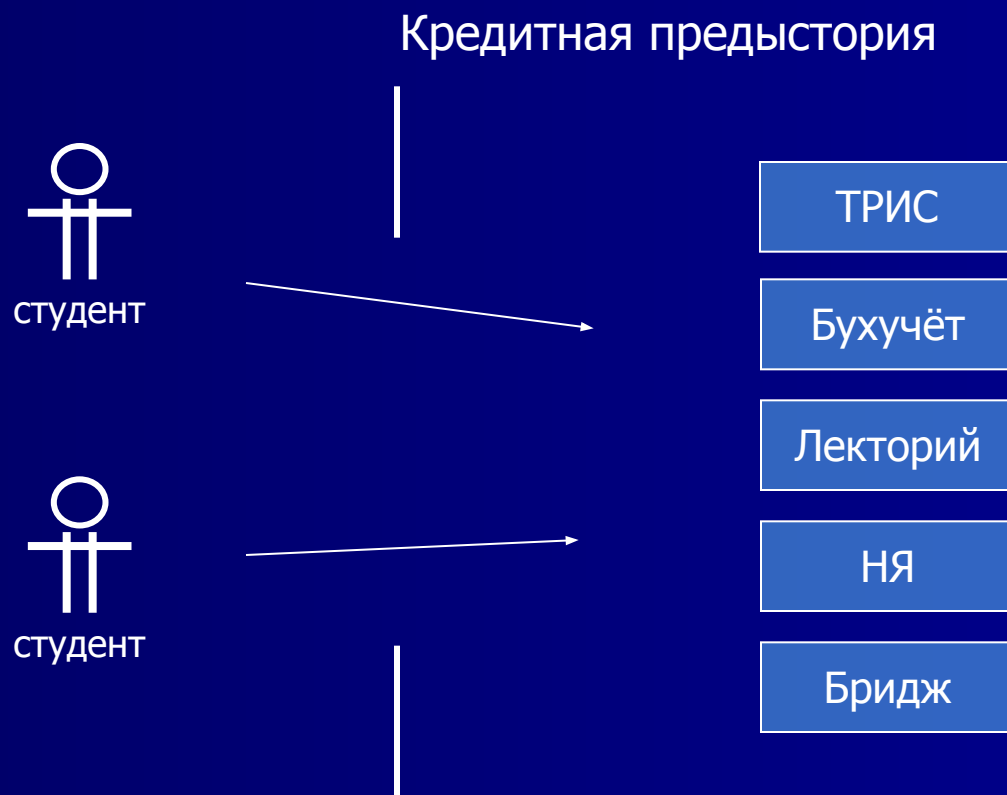 Кредитная предыстория
студент
студент
ТРИС
Бухучёт
Лекторий
НЯ
Бридж